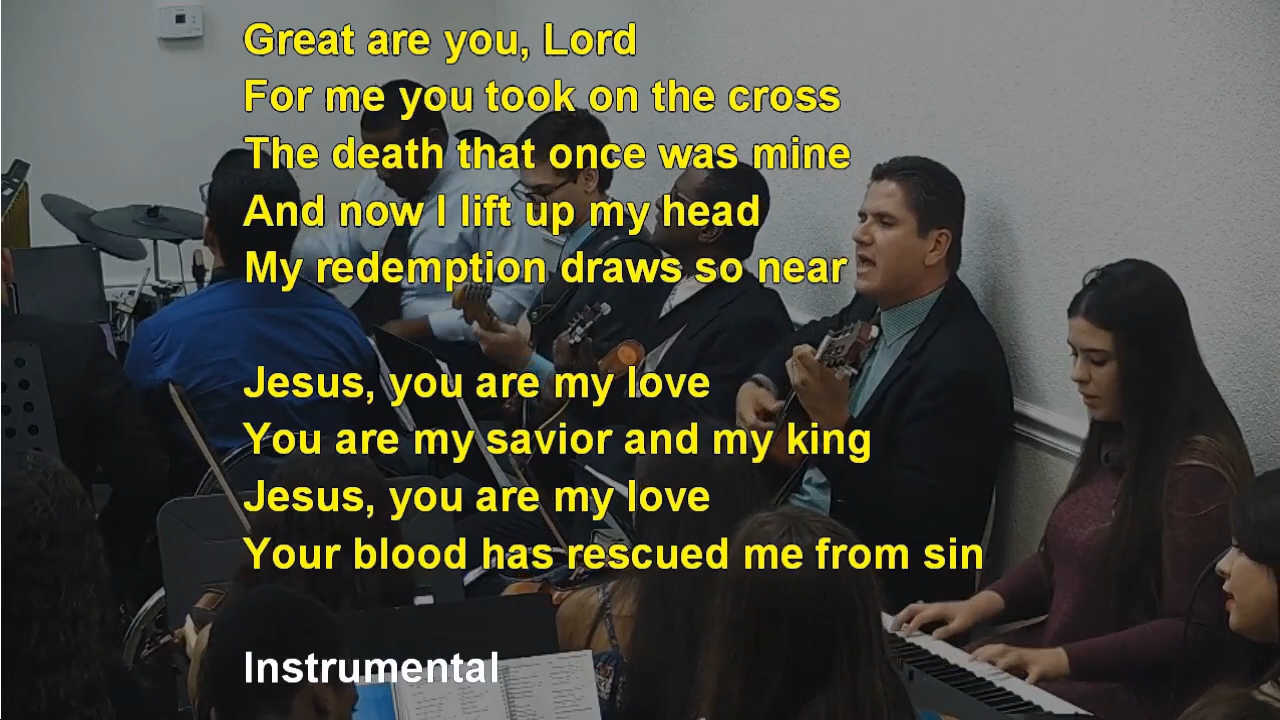 Great are you, Lord
For me you took on the cross
The death that once was mine
And now I lift up my head
My redemption draws so near
Jesus, you are my love
You are my savior and my king
Jesus, you are my love
Your blood has rescued me from sin
Instrumental